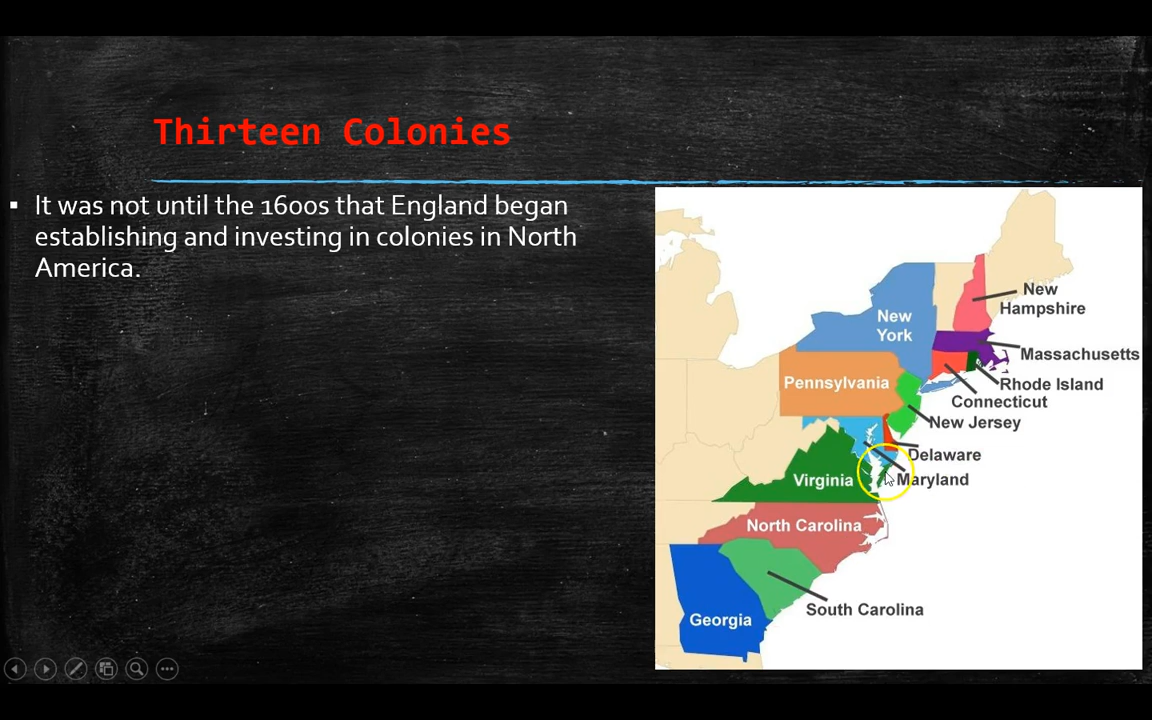 Thirteen Colonies
▪ It was not until the 1600s that England began
establishing and investing in colonies in North
America.
New
Hampshire
New
York
Massachusetts
Pennsylvania
Rhode Island
Connecticut
New Jersey
Delaware
Virginia
Maryland
North Carolina
South Carolina
Georgia